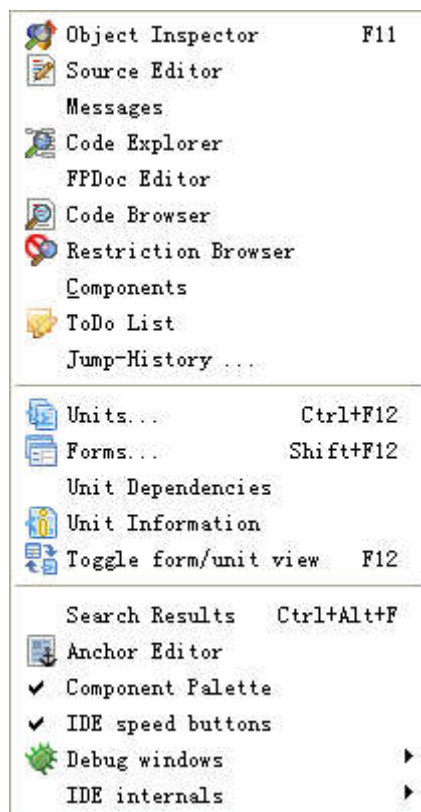 Object Inspector F11
Source Editor
Messages
Code Explorer
FPDoc Editor
Code Browser
Restriction Browser
Components
ToDo List
Jump-History ...
Units... Ctrl+F12
Forms... Shift+F12
Unit Dependencies
Unit Information
Toggle form/unit view F12
Search Results Ctrl+Alt+F
Anchor Editor
Component Palette
IDE speed buttons
Debug windows
IDE internals